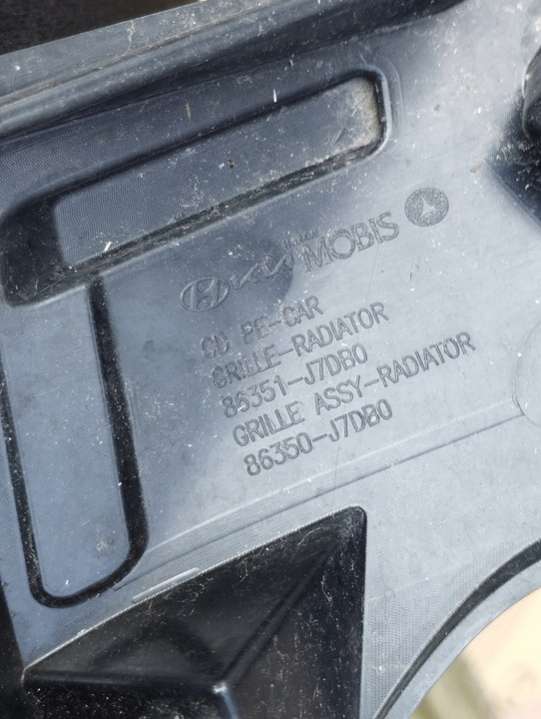 MOBIS
CD PE-CAR
GRILLE-RADIATOR
86351-J7DB0
GRILLE ASSY-RADIATOR
86350-J7DB0